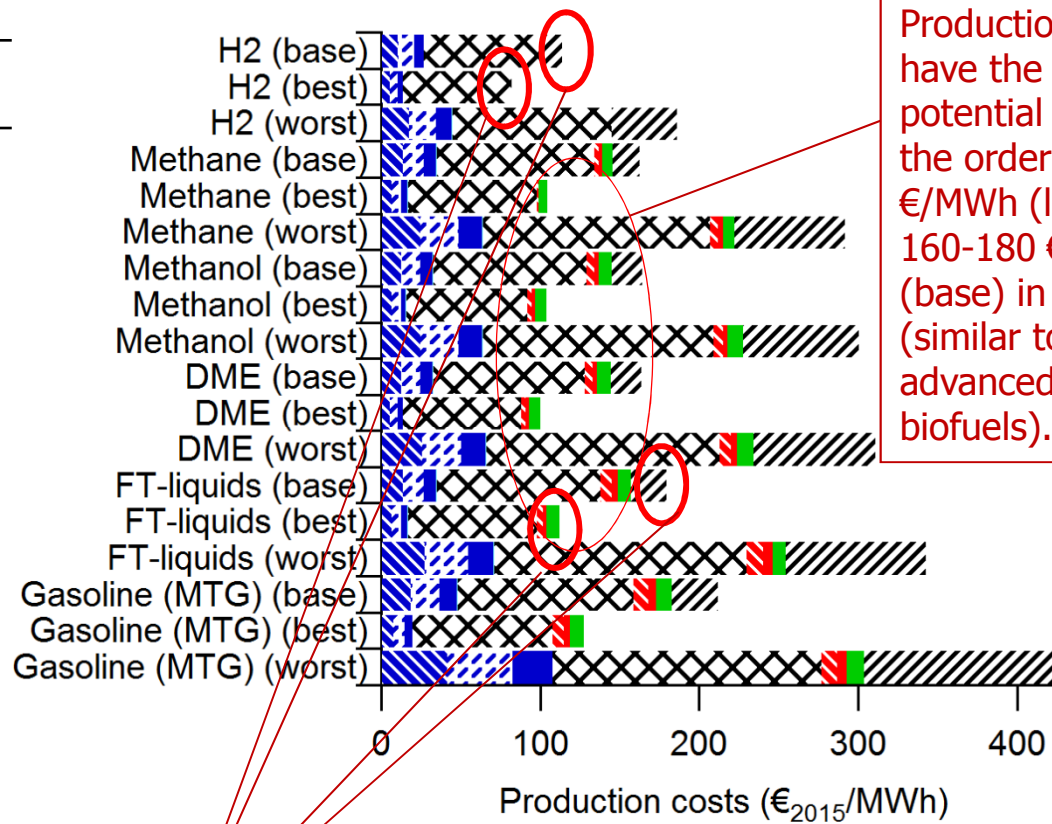 H2 (base)
H2 (best)
H2 (worst)
Methane (base)
Methane (best)
Methane (worst)
Methanol (base)
Methanol (best)
Methanol (worst)
DME (base)
DME (best)
DME (worst)
FT-liquids (base)
FT-liquids (best)
FT-liquids (worst)
Gasoline (MTG) (base)
Gasoline (MTG) (best)
Gasoline (MTG) (worst)
0 100 200 300 400
Production costs (€2015/MWh)
Production
have the
potential
the order
€/MWh (l
160-180 €
(base) in
(similar to
advanced
biofuels).